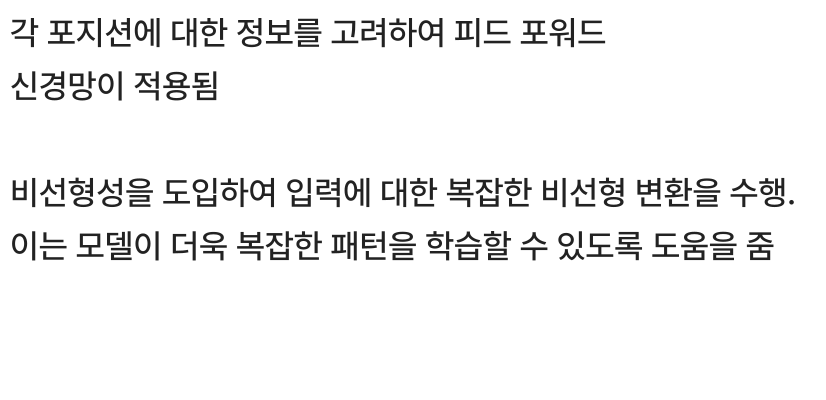 각 포지션에 대한 정보를 고려하여 피드 포워드
신경망이 적용됨
비선형성을 도입하여 입력에 대한 복잡한 비선형 변환을 수행.
이는 모델이 더욱 복잡한 패턴을 학습할 수 있도록 도움을 줌